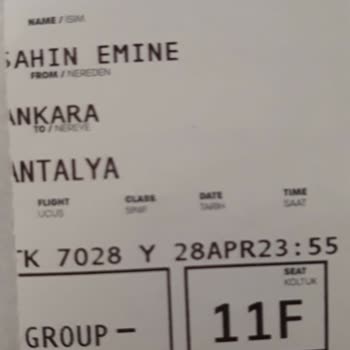 NAME / İSİM
SAHIN EMINE
FROM / NEREDEN
ANKARA
TO / NEREYE
ANTALYA
FLIGHT CLASS DATE TIME
UÇUŞ SINIF TARİH SAAT
TK 7028 Y 28APR23:55
SEAT
KOLTUK
GROUP- 11F